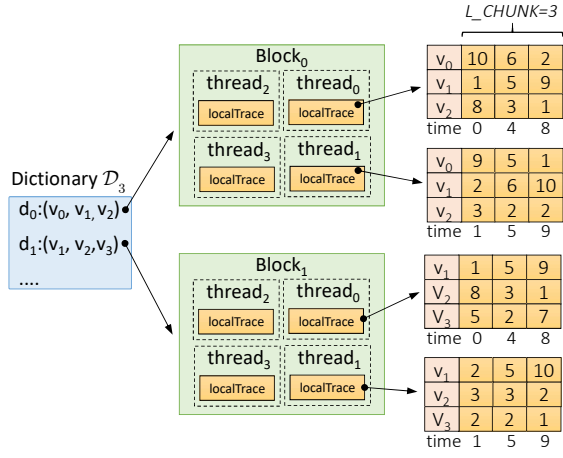 L_CHUNK=3
Block₀
thread₂ thread₀
localTrace localTrace
thread₃ thread₁
localTrace localTrace
v₀ 10 6 2
v₁ 1 5 9
v₂ 8 3 1
time 0 4 8
v₀ 9 5 1
v₁ 2 6 10
v₂ 3 2 2
time 1 5 9
Dictionary 𝒟₃
d₀:(v₀, v₁, v₂)
d₁:(v₁, v₂,v₃)
....
Block₁
thread₂ thread₀
localTrace localTrace
thread₃ thread₁
localTrace localTrace
v₁ 1 5 9
V₂ 8 3 1
V₃ 5 2 7
time 0 4 8
v₁ 2 5 10
v₂ 3 3 2
V₃ 2 2 1
time 1 5 9